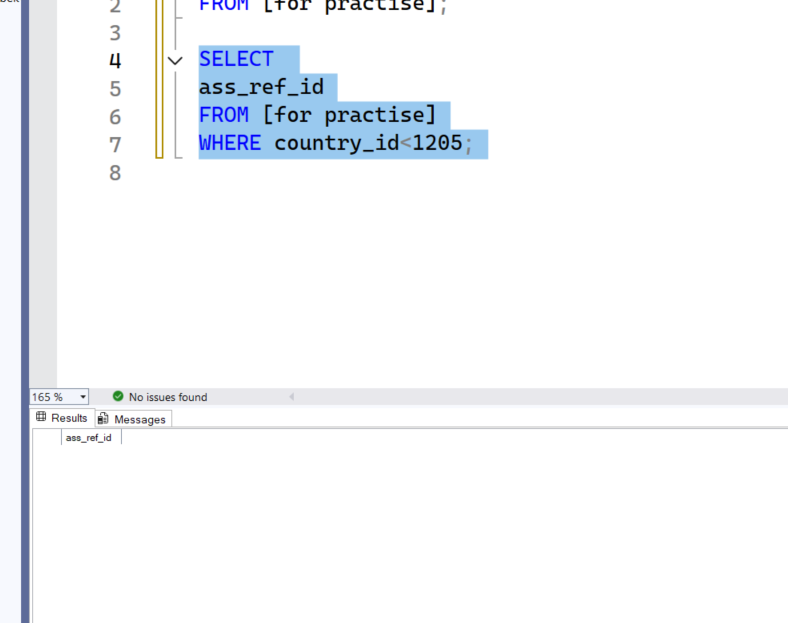 2 FROM [for practise];
3
4 SELECT
5 ass_ref_id
6 FROM [for practise]
7 WHERE country_id<1205;
8
165 % No issues found
Results Messages
ass_ref_id